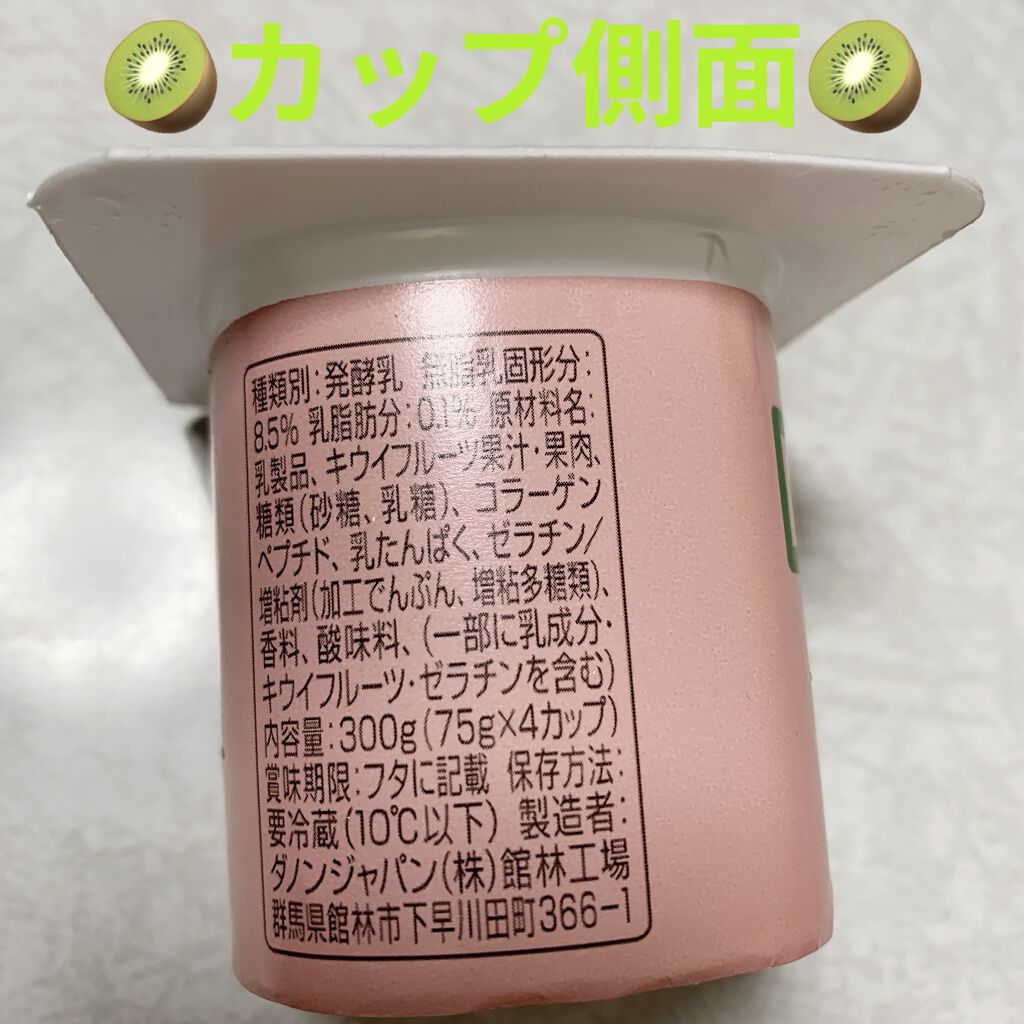 カップ側面
種類別:発酵乳 無脂乳固形分:
8.5% 乳脂肪分:0.1% 原材料名:
乳製品、キウイフルーツ果汁・果肉、
糖類(砂糖、乳糖)、コラーゲン
ペプチド、乳たんぱく、ゼラチン/
増粘剤(加工でんぷん、増粘多糖類)、
香料、酸味料、(一部に乳成分・
キウイフルーツ・ゼラチンを含む)
内容量:300g(75g×4カップ)
賞味期限:フタに記載 保存方法:
要冷蔵(10℃以下) 製造者:
ダノンジャパン(株)館林工場
群馬県館林市下早川田町366-1